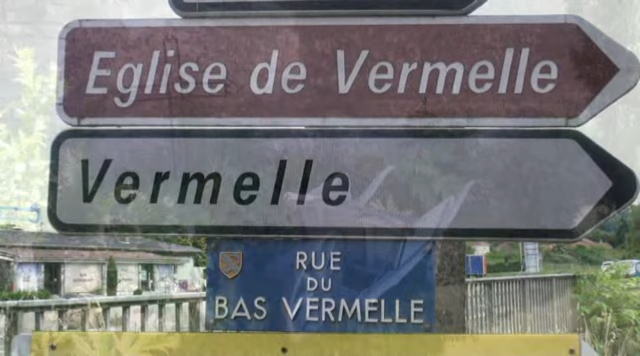 Eglise de Vermelle
Vermelle
RUE
DU
BAS VERMELLE